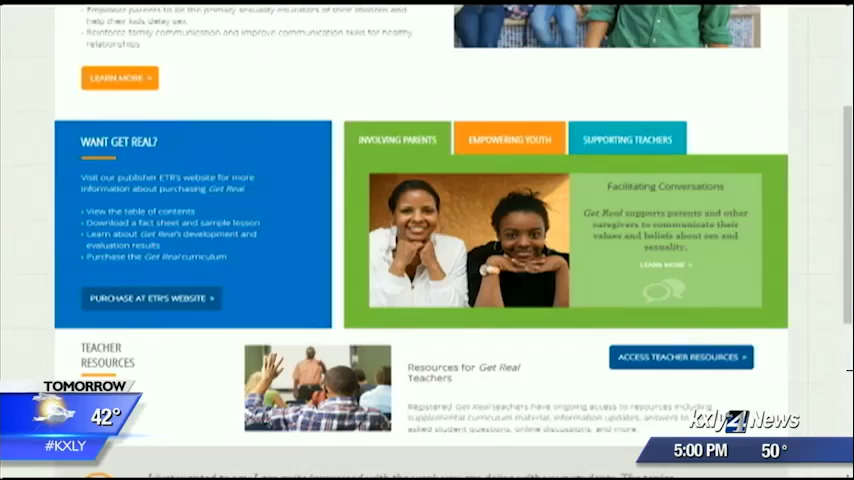 Empower parents to be the primary sexuality educators of their children and
help their kids delay sex
Reinforce family communication and improve communication skills for healthy
relationships
LEARN MORE >
WANT GET REAL?
INVOLVING PARENTS
EMPOWERING YOUTH
SUPPORTING TEACHERS
Visit our publisher ETR's website for more
information about purchasing Get Real
› View the table of contents
› Download a fact sheet and sample lesson
› Learn about Get Real's development and
evaluation results
› Purchase the Get Real curriculum
PURCHASE AT ETR'S WEBSITE >
Facilitating Conversations
Get Real supports parents and other
caregivers to communicate their
values and beliefs about sex and
sexuality.
LEARN MORE >
TEACHER
RESOURCES
Resources for Get Real
Teachers
ACCESS TEACHER RESOURCES >
Registered Get Real teachers have ongoing access to resources including
supplemental curriculum material, information updates, answers to
asked student questions, online discussions, and more.
TOMORROW
42°
#KXLY
kxly 4 News
5:00 PM 50°